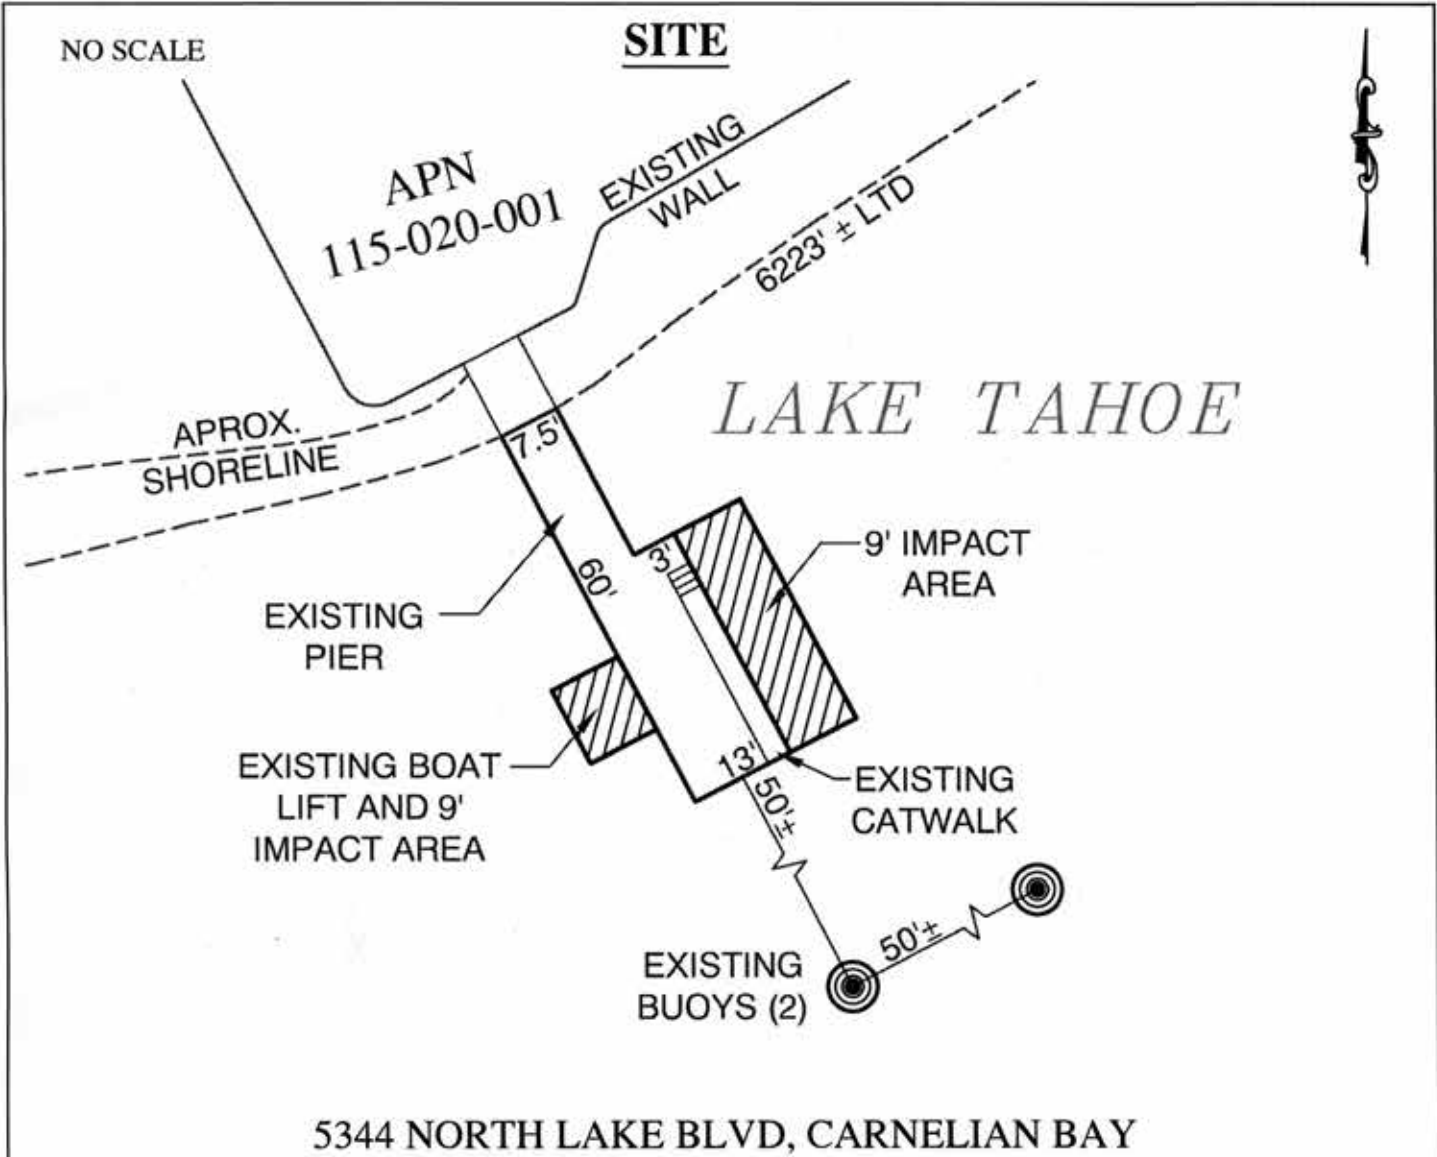 NO SCALE
SITE
APN
115-020-001
EXISTING
WALL
6223' ± LTD
LAKE TAHOE
APROX.
SHORELINE
7.5'
3'
9' IMPACT
AREA
60'
EXISTING
PIER
EXISTING BOAT
LIFT AND 9'
IMPACT AREA
13'
50'±
EXISTING
CATWALK
50'±
EXISTING
BUOYS (2)
5344 NORTH LAKE BLVD, CARNELIAN BAY